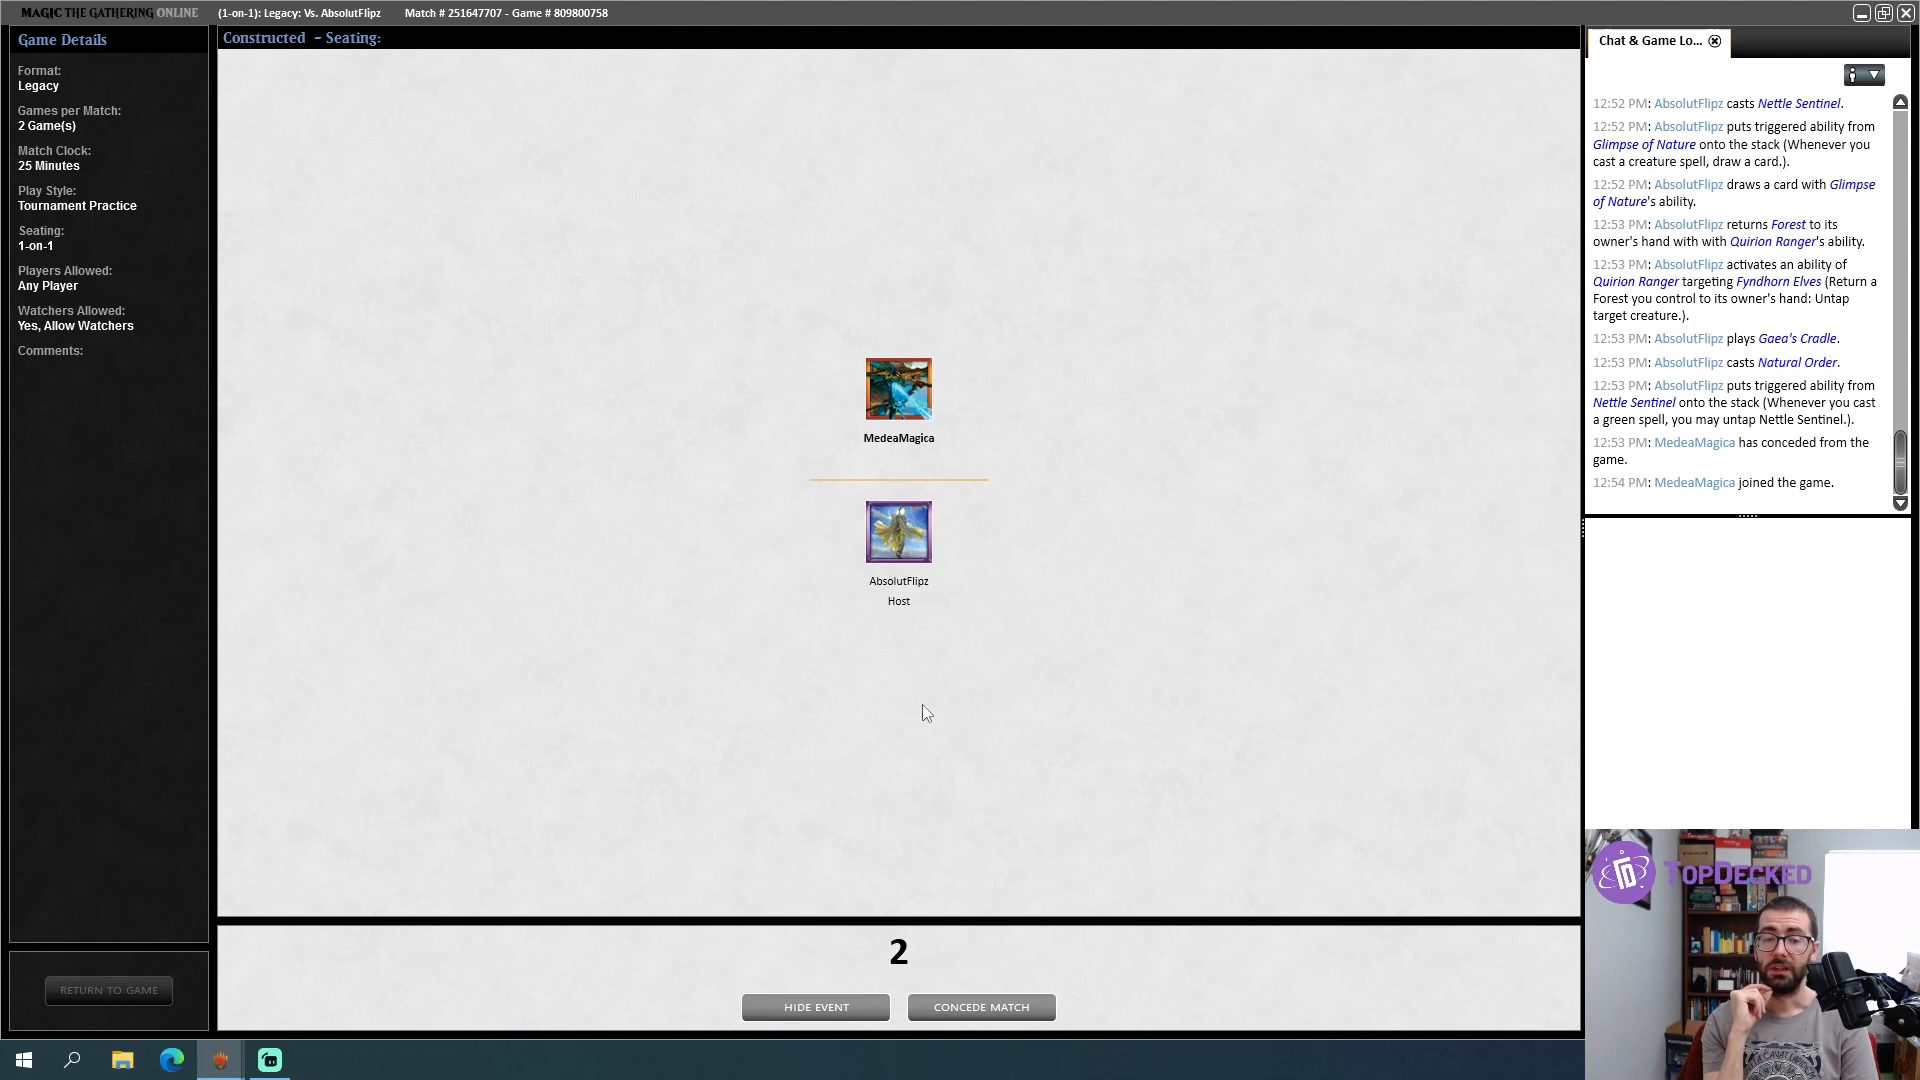 MAGIC THE GATHERING ONLINE
(1-on-1): Legacy: Vs. AbsolutFlipz
Match # 251647707 - Game # 809800758
Game Details
Format:
Legacy
Games per Match:
2 Game(s)
Match Clock:
25 Minutes
Play Style:
Tournament Practice
Seating:
1-on-1
Players Allowed:
Any Player
Watchers Allowed:
Yes, Allow Watchers
Comments:
RETURN TO GAME
Constructed - Seating:
MedeaMagica
AbsolutFlipz
Host
2
HIDE EVENT
CONCEDE MATCH
Chat & Game Lo...
12:52 PM: AbsolutFlipz casts Nettle Sentinel.
12:52 PM: AbsolutFlipz puts triggered ability from
Glimpse of Nature onto the stack (Whenever you
cast a creature spell, draw a card.).
12:52 PM: AbsolutFlipz draws a card with Glimpse
of Nature's ability.
12:53 PM: AbsolutFlipz returns Forest to its
owner's hand with with Quirion Ranger's ability.
12:53 PM: AbsolutFlipz activates an ability of
Quirion Ranger targeting Fyndhorn Elves (Return a
Forest you control to its owner's hand: Untap
target creature.).
12:53 PM: AbsolutFlipz plays Gaea's Cradle.
12:53 PM: AbsolutFlipz casts Natural Order.
12:53 PM: AbsolutFlipz puts triggered ability from
Nettle Sentinel onto the stack (Whenever you cast
a green spell, you may untap Nettle Sentinel.).
12:53 PM: MedeaMagica has conceded from the
game.
12:54 PM: MedeaMagica joined the game.
TOPDECKED